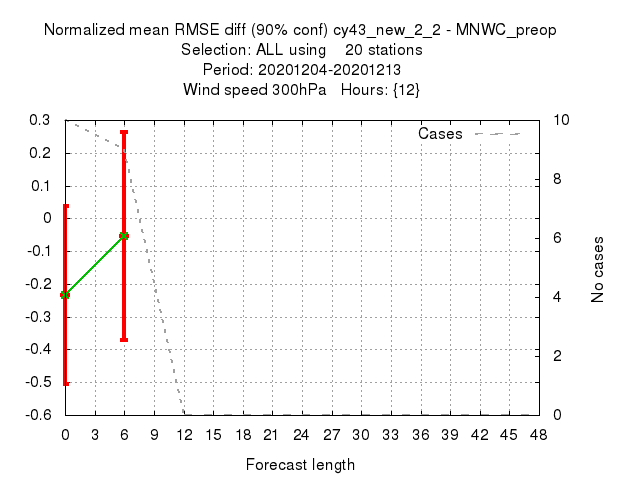 Normalized mean RMSE diff (90% conf) cy43_new_2_2 - MNWC_preop
Selection: ALL using 20 stations
Period: 20201204-20201213
Wind speed 300hPa Hours: {12}
Cases
0.3
0.2
0.1
0
-0.1
-0.2
-0.3
-0.4
-0.5
-0.6
10
8
6
4
2
0
No cases
0 3 6 9 12 15 18 21 24 27 30 33 36 39 42 45 48
Forecast length